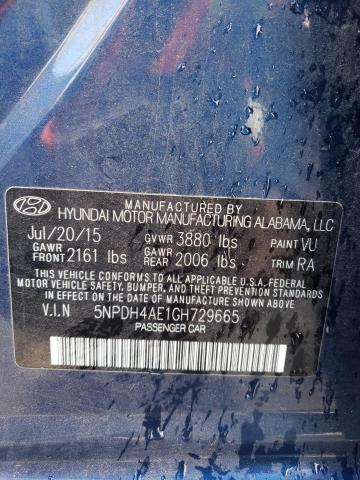 MANUFACTURED BY
HYUNDAI MOTOR MANUFACTURING ALABAMA, LLC
Jul/20/15 GVWR 3880 lbs PAINT VU
GAWR FRONT 2161 lbs GAWR REAR 2006 lbs TRIM RA
THIS VEHICLE CONFORMS TO ALL APPLICABLE U.S. FEDERAL
MOTOR VEHICLE SAFETY, BUMPER, AND THEFT PREVENTION
STANDARDS IN EFFECT ON THE DATE OF MANUFACTURE SHOWN ABOVE.
V.I.N 5NPDH4AE1GH729665
PASSENGER CAR